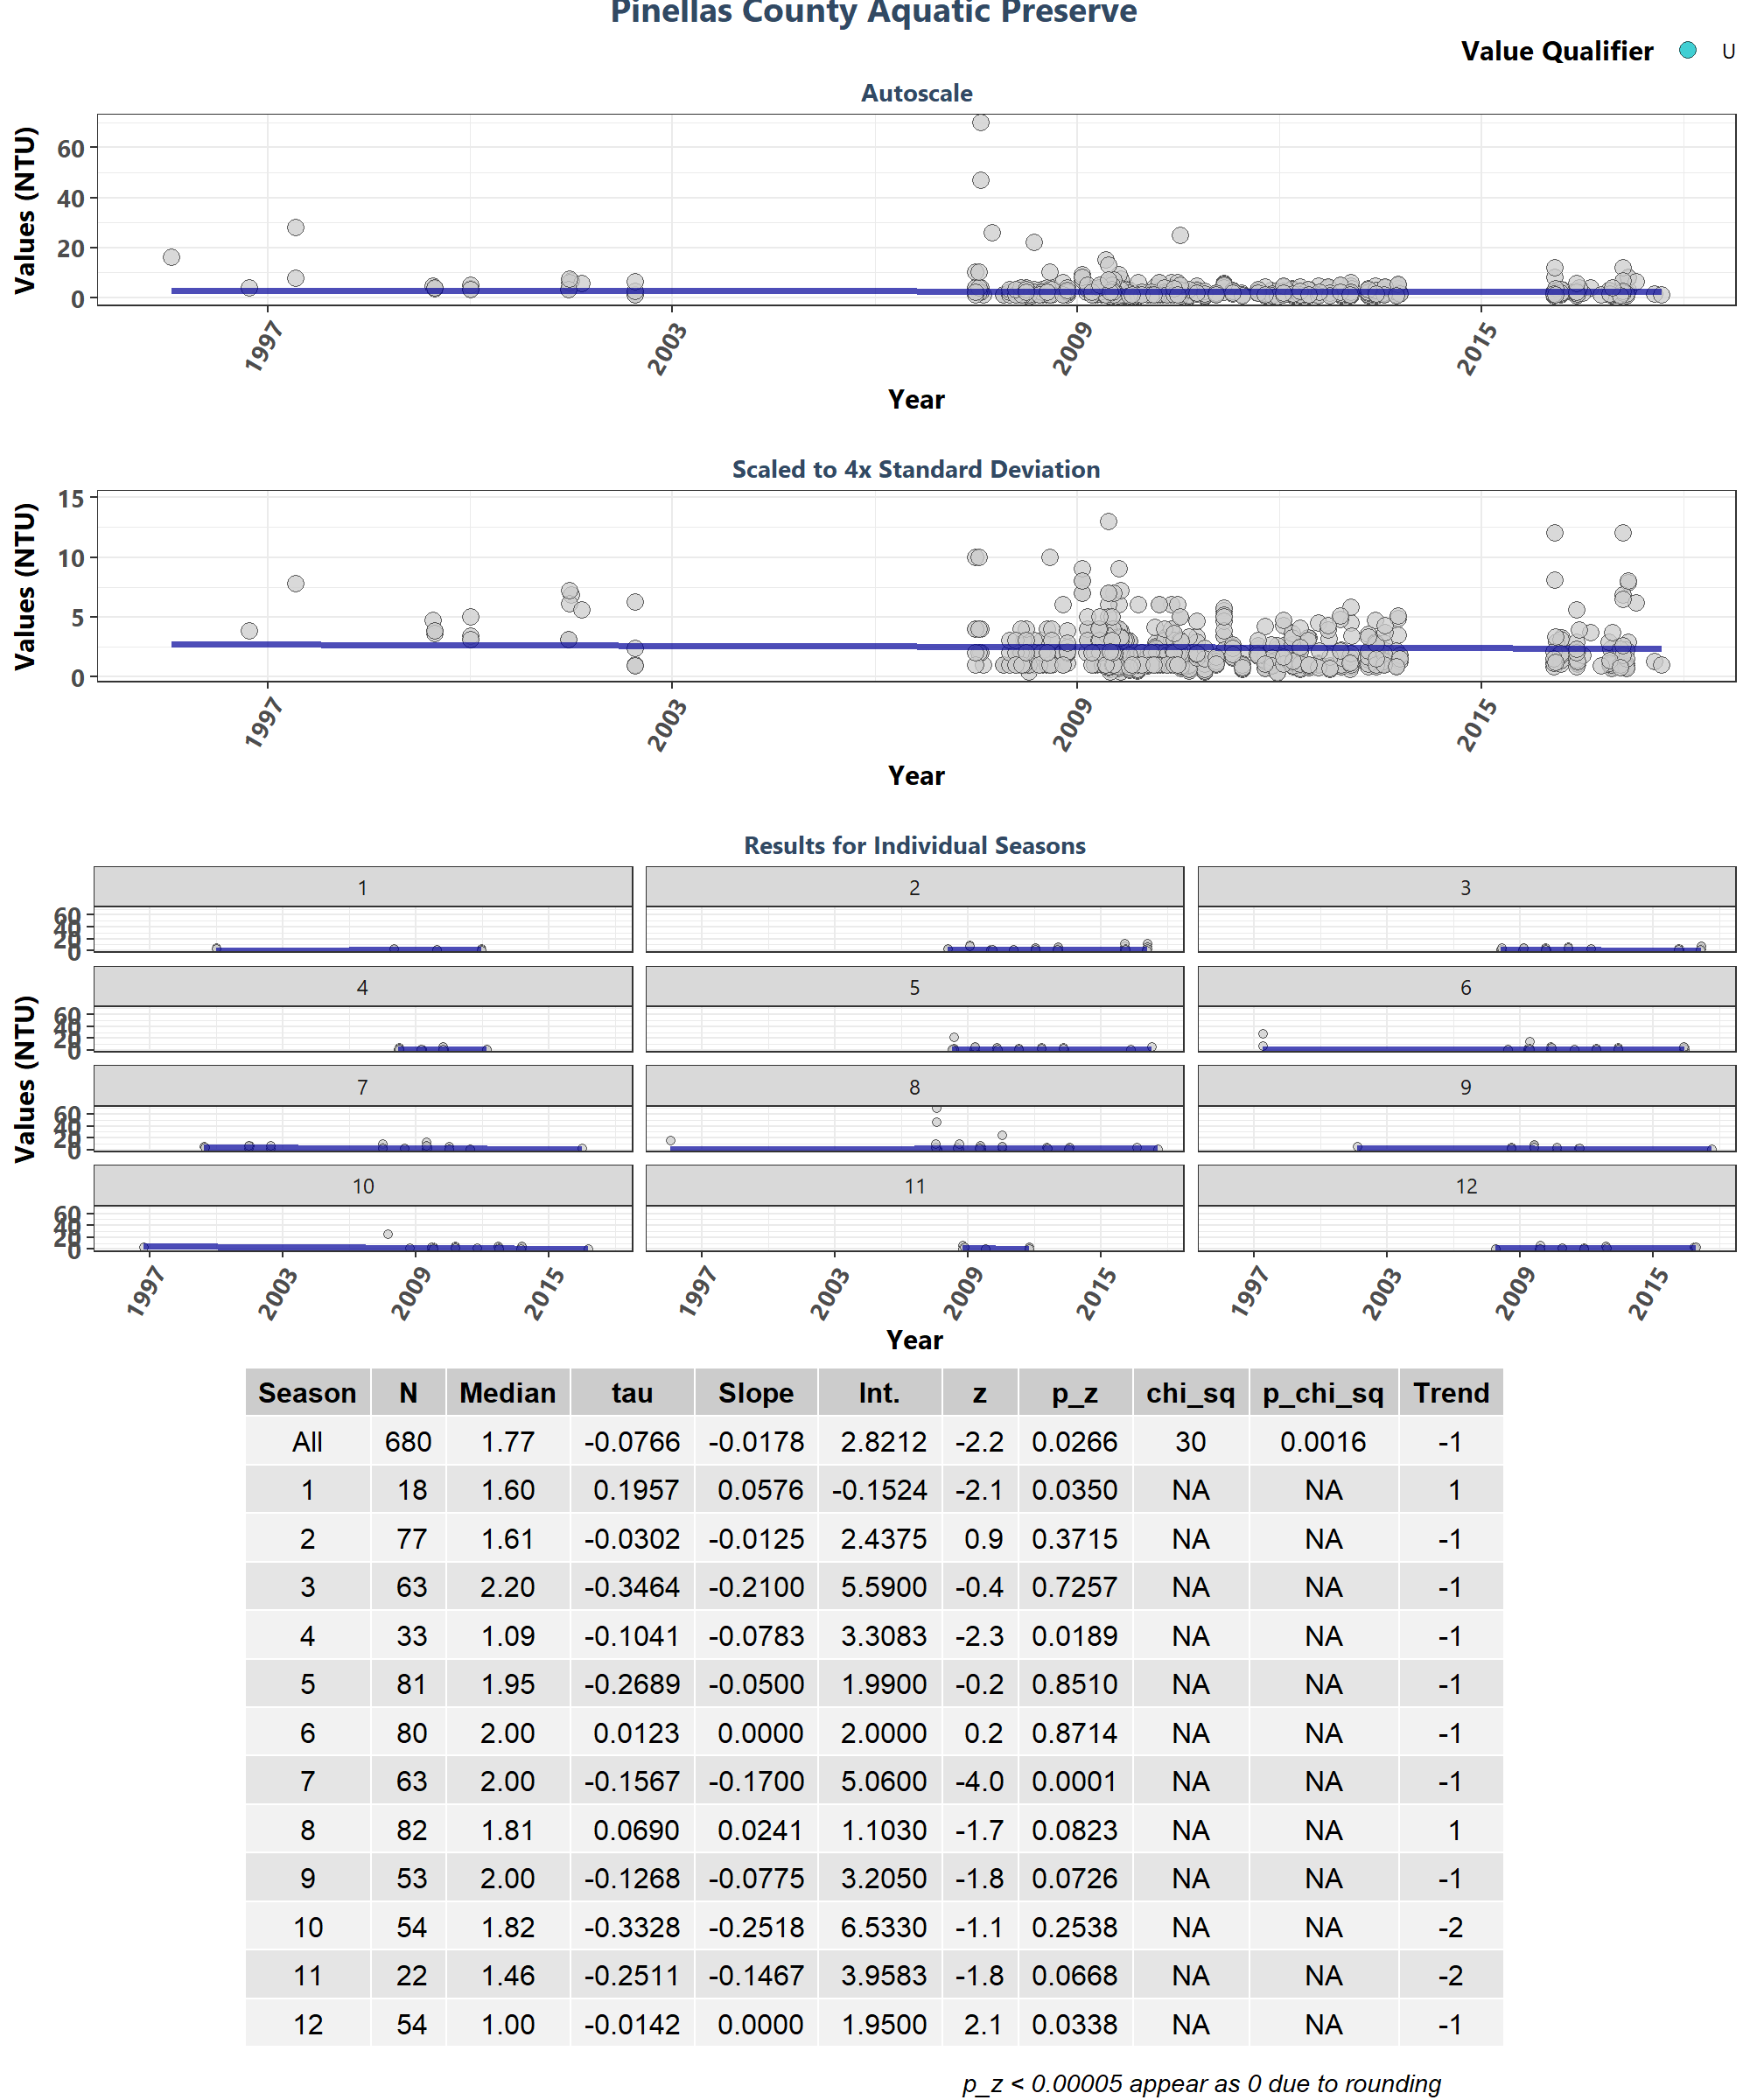 Pinellas County Aquatic Preserve
Value Qualifier U
Autoscale
Values (NTU)
60
40
20
0
1997 2003 2009 2015
Year
Scaled to 4x Standard Deviation
Values (NTU)
15
10
5
0
1997 2003 2009 2015
Year
Results for Individual Seasons
Values (NTU)
1 2 3
60
40
20
0
4 5 6
60
40
20
0
7 8 9
60
40
20
0
10 11 12
60
40
20
0
1997 2003 2009 2015 1997 2003 2009 2015 1997 2003 2009 2015
Year
Season N Median tau Slope Int. z p_z chi_sq p_chi_sq Trend
All 680 1.77 -0.0766 -0.0178 2.8212 -2.2 0.0266 30 0.0016 -1
1 18 1.60 0.1957 0.0576 -0.1524 -2.1 0.0350 NA NA 1
2 77 1.61 -0.0302 -0.0125 2.4375 0.9 0.3715 NA NA -1
3 63 2.20 -0.3464 -0.2100 5.5900 -0.4 0.7257 NA NA -1
4 33 1.09 -0.1041 -0.0783 3.3083 -2.3 0.0189 NA NA -1
5 81 1.95 -0.2689 -0.0500 1.9900 -0.2 0.8510 NA NA -1
6 80 2.00 0.0123 0.0000 2.0000 0.2 0.8714 NA NA -1
7 63 2.00 -0.1567 -0.1700 5.0600 -4.0 0.0001 NA NA -1
8 82 1.81 0.0690 0.0241 1.1030 -1.7 0.0823 NA NA 1
9 53 2.00 -0.1268 -0.0775 3.2050 -1.8 0.0726 NA NA -1
10 54 1.82 -0.3328 -0.2518 6.5330 -1.1 0.2538 NA NA -2
11 22 1.46 -0.2511 -0.1467 3.9583 -1.8 0.0668 NA NA -2
12 54 1.00 -0.0142 0.0000 1.9500 2.1 0.0338 NA NA -1
p_z < 0.00005 appear as 0 due to rounding